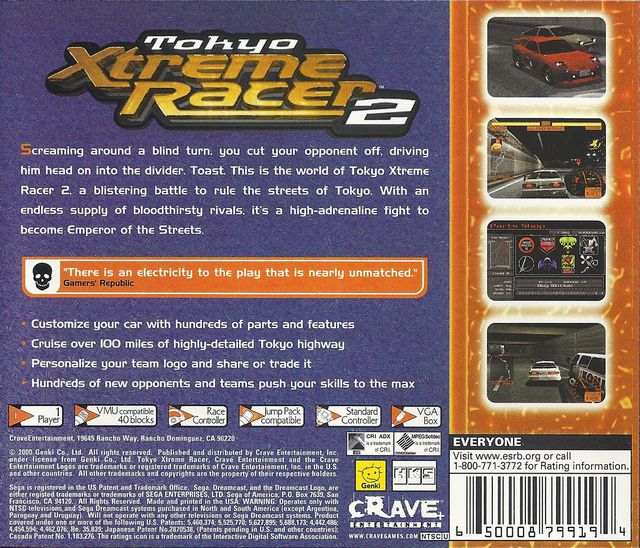 Tokyo
Xtreme
Racer 2
Screaming around a blind turn, you cut your opponent off, driving
him head on into the divider. Toast. This is the world of Tokyo Xtreme
Racer 2, a blistering battle to rule the streets of Tokyo. With an
endless supply of bloodthirsty rivals, it's a high-adrenaline fight to
become Emperor of the Streets.
"There is an electricity to the play that is nearly unmatched."
Gamers' Republic
• Customize your car with hundreds of parts and features
• Cruise over 100 miles of highly-detailed Tokyo highway
• Personalize your team logo and share or trade it
• Hundreds of new opponents and teams push your skills to the max
1
Player
VMU compatible
40 blocks
Race
Controller
Jump Pack
compatible
Standard
Controller
VGA
Box
Parts Shop
Crave Entertainment, 19645 Rancho Way, Rancho Dominguez, CA 90220
© 2000 Genki Co., Ltd. All rights reserved. Published and distributed by Crave Entertainment, Inc.
under license from Genki Co., Ltd. Tokyo Xtreme Racer, Crave Entertainment and the Crave
Entertainment Logos are trademarks or registered trademarks of Crave Entertainment, Inc. in the U.S.
and other countries. All other trademarks and copyrights are the property of their respective holders.
Sega is registered in the US Patent and Trademark Office. Sega, Dreamcast, and the Dreamcast Logo, are
either registered trademarks or trademarks of SEGA ENTERPRISES, LTD. Sega of America, P.O. Box 7639, San
Francisco, CA 94120. All Rights Reserved. Made and printed in the USA. WARNING: Operates only with
NTSC televisions and Sega Dreamcast systems purchased in North and South America (except Argentina,
Paraguay and Uruguay). Will not operate with any other televisions or Sega Dreamcast systems. Product
covered under one or more of the following U.S. Patents: 5,460,374; 5,525,770; 5,627,895; 5,688,173; 4,442,486;
4,454,594; 4,462,076; Re. 35,839; Japanese Patent No. 2870538, (Patents pending in U.S. and other countries);
Canada Patent No. 1,183,276. The ratings icon is a trademark of the Interactive Digital Software Association.
CRI ADX
is a trademark
of CRI.
MPEG Sofdec
is a trademark
of CRI.
Genki
HKS
CRAVE
ENTERTAINMENT
WWW.CRAVEGAMES.COM
NTSC U
EVERYONE
Visit www.esrb.org or call
1-800-771-3772 for Rating information.
6 50008 79919 4